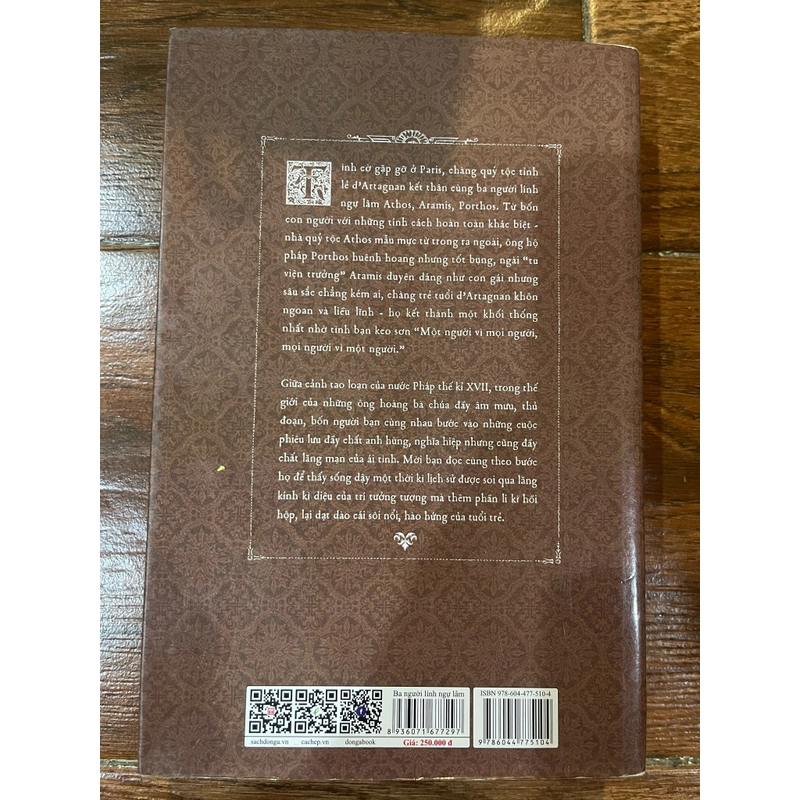 Tình cờ gặp gỡ ở Paris, chàng quý tộc tỉnh
lẻ d'Artagnan kết thân cùng ba người lính
ngự lâm Athos, Aramis, Porthos. Từ bốn
con người với những tính cách hoàn toàn khác biệt -
nhà quý tộc Athos mẫu mực từ trong ra ngoài, ông hộ
pháp Porthos huênh hoang nhưng tốt bụng, ngài "tu
viện trưởng" Aramis duyên dáng như con gái nhưng
sâu sắc chẳng kém ai, chàng trẻ tuổi d'Artagnan khôn
ngoan và liều lĩnh - họ kết thành một khối thống
nhất nhờ tình bạn keo sơn "Một người vì mọi người,
mọi người vì một người."
Giữa cảnh tao loạn của nước Pháp thế kỉ XVII, trong thế
giới của những ông hoàng bà chúa đầy âm mưu, thủ
đoạn, bốn người bạn cùng nhau bước vào những cuộc
phiêu lưu đầy chất anh hùng, nghĩa hiệp nhưng cũng đầy
chất lãng mạn của ái tình. Mời bạn đọc cùng theo bước
họ để thấy sống dậy một thời kì lịch sử được soi qua lăng
kính kì diệu của trí tưởng tượng mà thêm phần li kì hồi
hộp, lại dạt dào cái sôi nổi, hào hứng của tuổi trẻ.
sachdonga.vn
cachep.vn
dongabook
Ba người lính ngự lâm
8 936071 677297
Giá: 250.000 đ
ISBN 978-604-477-510-4
9 786044 775104